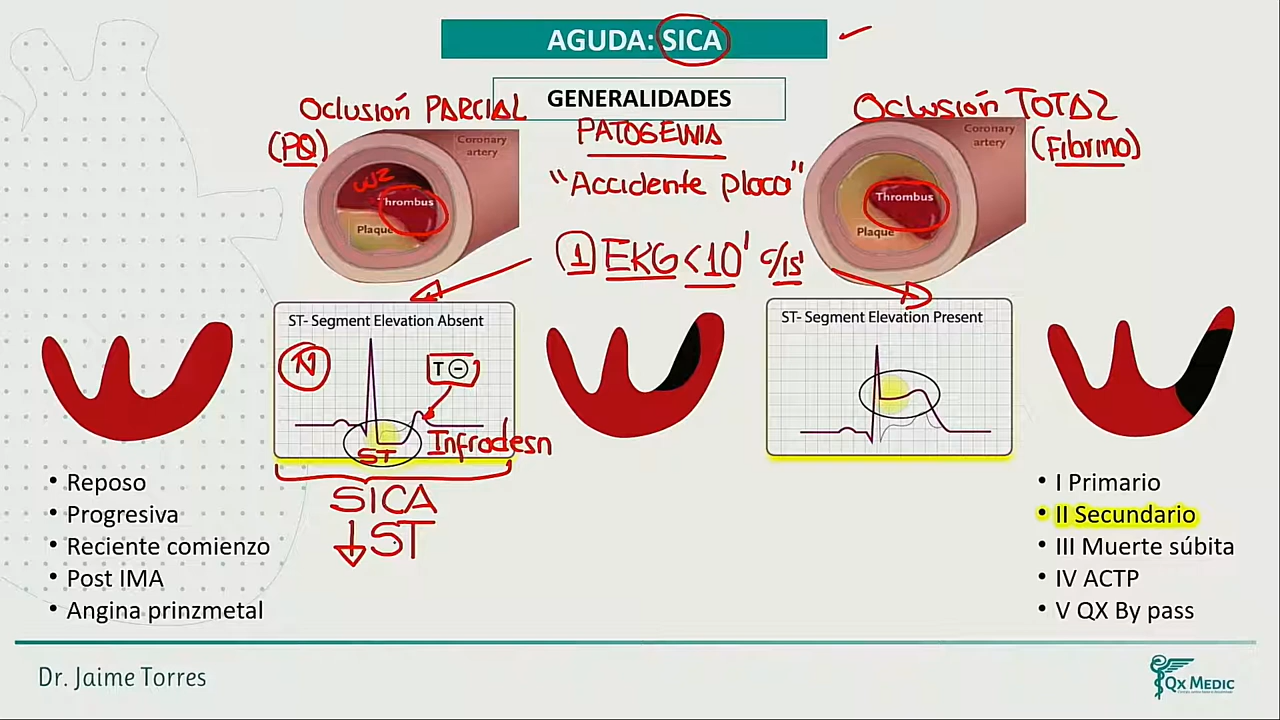 AGUDA: SICA
GENERALIDADES
Oclusión PARCIAL
(PQ)
PATOGENIA
"Accidente placa"
Oclusión TOTAL
(Fibrina)
Coronary
artery
luz
Thrombus
Plaque
Coronary
artery
Thrombus
Plaque
1 EKG <10' c/15'
ST- Segment Elevation Absent
N
T ⊖
ST
Infradesn
SICA
↓ ST
ST- Segment Elevation Present
• Reposo
• Progresiva
• Reciente comienzo
• Post IMA
• Angina prinzmetal
• I Primario
• II Secundario
• III Muerte súbita
• IV ACTP
• V QX By pass
Dr. Jaime Torres
QX MEDIC